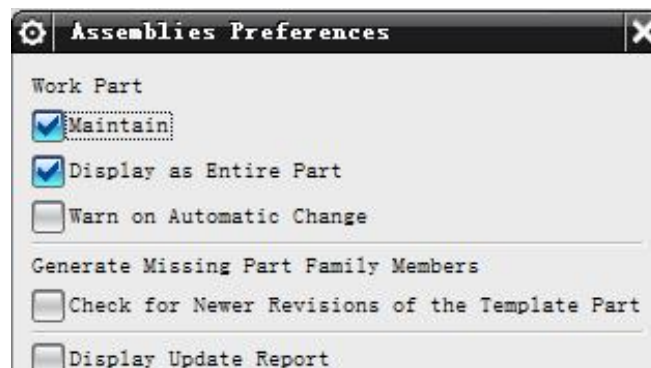 Assemblies Preferences
Work Part
Maintain
Display as Entire Part
Warn on Automatic Change
Generate Missing Part Family Members
Check for Newer Revisions of the Template Part
Display Update Report